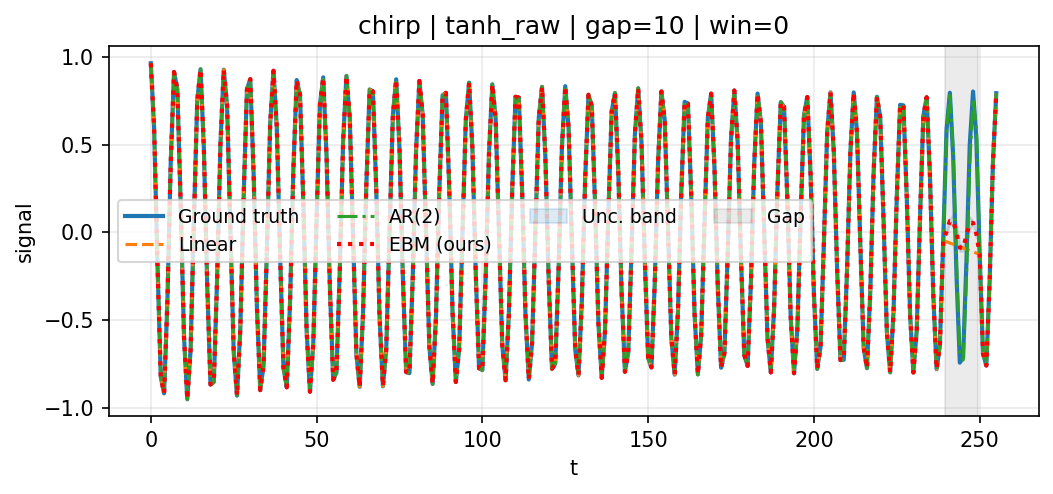 chirp | tanh_raw | gap=10 | win=0
signal
1.0
0.5
0.0
−0.5
−1.0
Ground truth
Linear
AR(2)
EBM (ours)
Unc. band
Gap
0
50
100
150
200
250
t